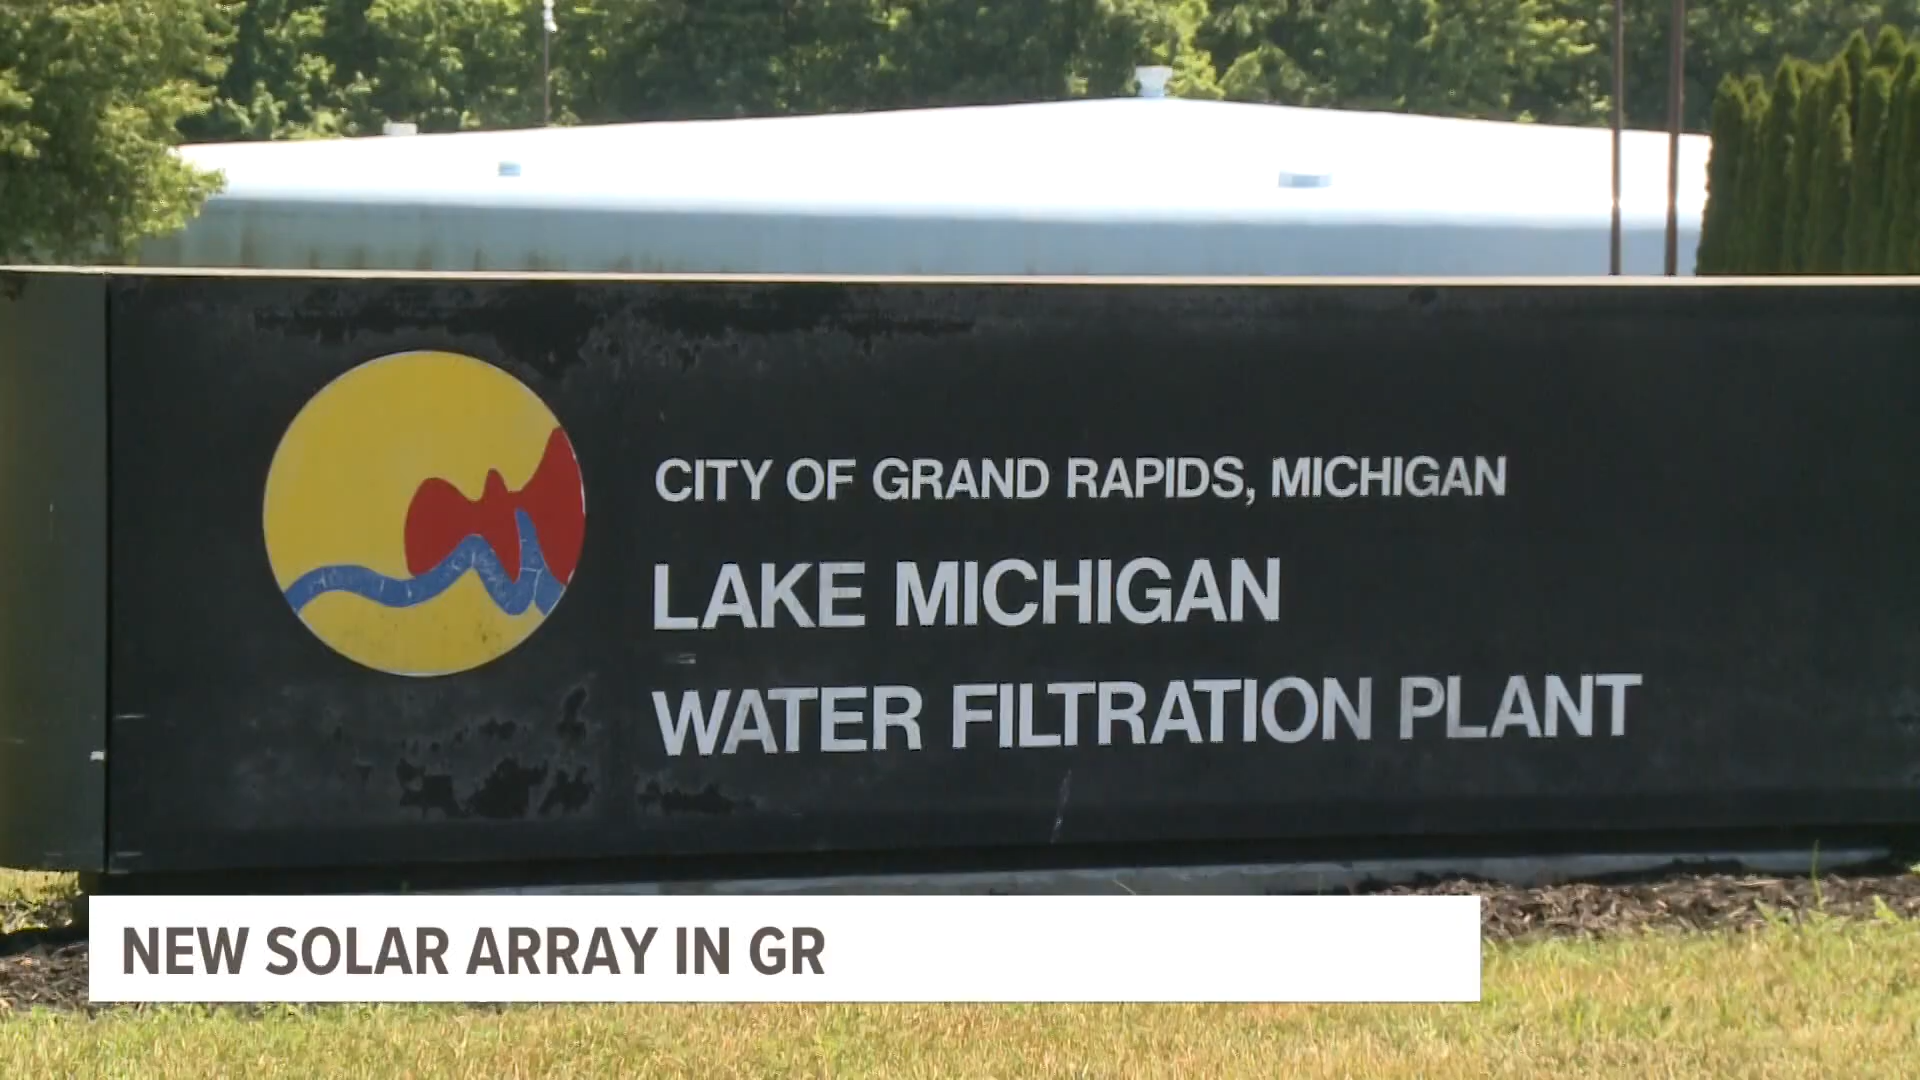 CITY OF GRAND RAPIDS, MICHIGAN
LAKE MICHIGAN
WATER FILTRATION PLANT
NEW SOLAR ARRAY IN GR